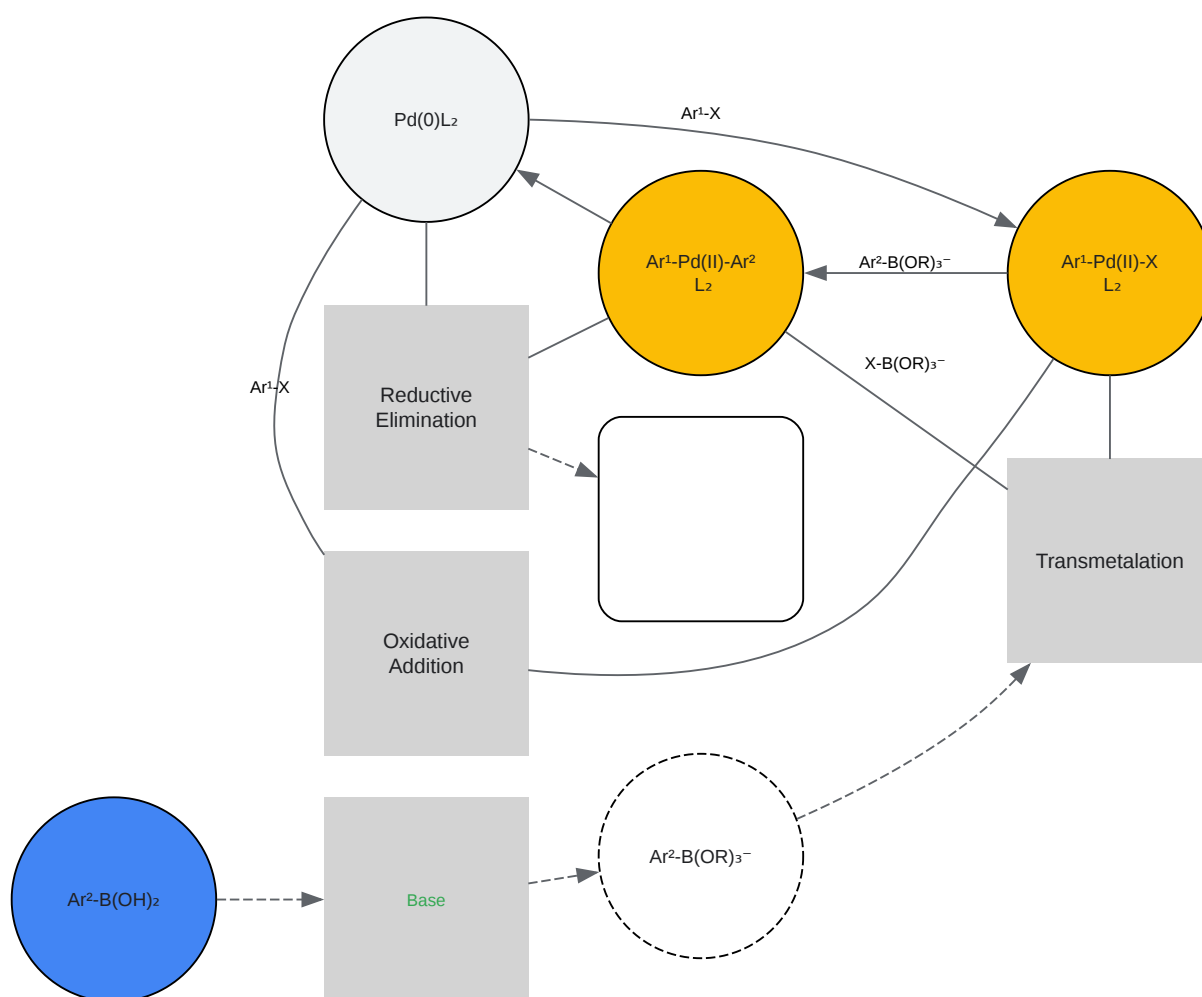 Pd(0)L₂
Ar¹-X
Ar¹-Pd(II)-Ar²
L₂
Ar²-B(OR)₃⁻
Ar¹-Pd(II)-X
L₂
X-B(OR)₃⁻
Ar¹-X
Reductive
Elimination
Transmetalation
Oxidative
Addition
Ar²-B(OR)₃⁻
Ar²-B(OH)₂
Base